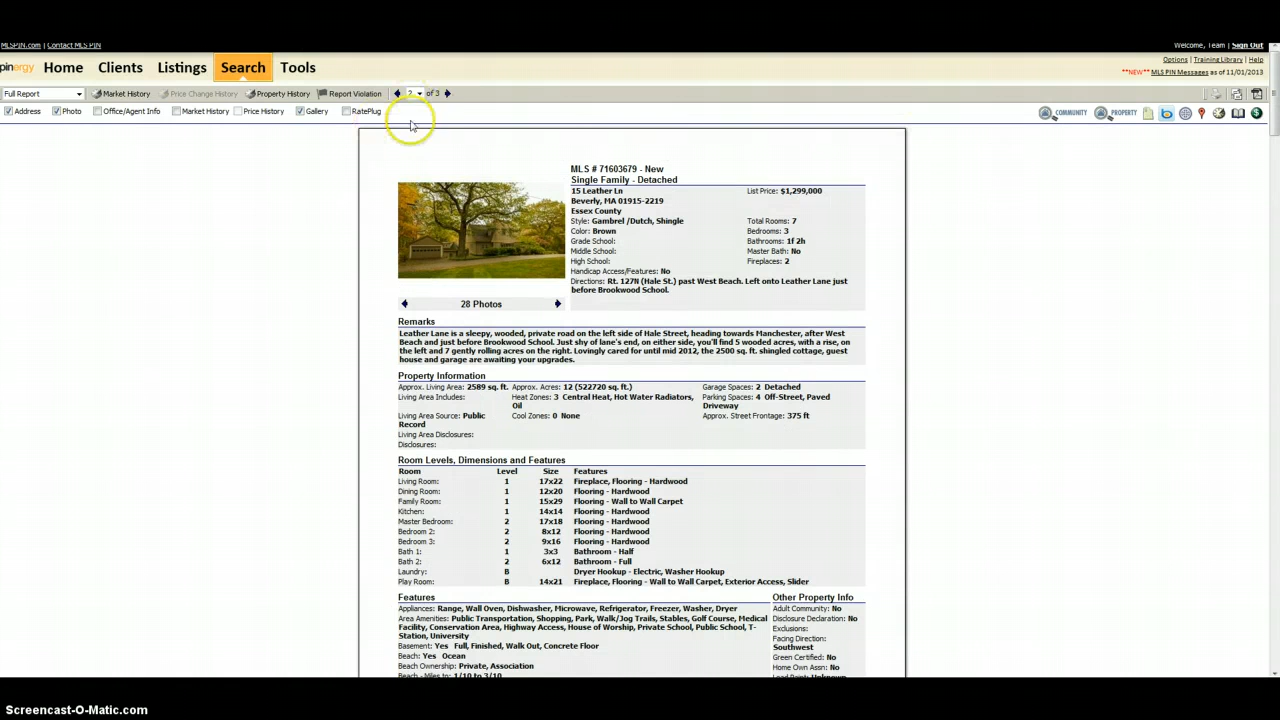 MLSPIN.com | Contact MLS PIN
Welcome, Team | Sign Out
pinergy Home Clients Listings Search Tools
Options | Training Library | Help
**NEW** MLS PIN Messages as of 11/01/2013
Full Report Market History Price Change History Property History Report Violation 2 of 3
Address Photo Office/Agent Info Market History Price History Gallery RatePlug
COMMUNITY PROPERTY
MLS # 71603679 - New
Single Family - Detached
15 Leather Ln List Price: $1,299,000
Beverly, MA 01915-2219
Essex County
Style: Gambrel /Dutch, Shingle Total Rooms: 7
Color: Brown Bedrooms: 3
Grade School: Bathrooms: 1f 2h
Middle School: Master Bath: No
High School: Fireplaces: 2
Handicap Access/Features: No
Directions: Rt. 127N (Hale St.) past West Beach. Left onto Leather Lane just
before Brookwood School.
28 Photos
Remarks
Leather Lane is a sleepy, wooded, private road on the left side of Hale Street, heading towards Manchester, after West
Beach and just before Brookwood School. Just shy of lane's end, on either side, you'll find 5 wooded acres, with a rise, on
the left and 7 gently rolling acres on the right. Lovingly cared for until mid 2012, the 2500 sq. ft. shingled cottage, guest
house and garage are awaiting your upgrades.
Property Information
Approx. Living Area: 2589 sq. ft. Approx. Acres: 12 (522720 sq. ft.) Garage Spaces: 2 Detached
Living Area Includes: Heat Zones: 3 Central Heat, Hot Water Radiators, Parking Spaces: 4 Off-Street, Paved
Oil Driveway
Living Area Source: Public Cool Zones: 0 None Approx. Street Frontage: 375 ft
Record
Living Area Disclosures:
Disclosures:
Room Levels, Dimensions and Features
Room Level Size Features
Living Room: 1 17x22 Fireplace, Flooring - Hardwood
Dining Room: 1 12x20 Flooring - Hardwood
Family Room: 1 15x29 Flooring - Wall to Wall Carpet
Kitchen: 1 14x14 Flooring - Hardwood
Master Bedroom: 2 17x18 Flooring - Hardwood
Bedroom 2: 2 8x12 Flooring - Hardwood
Bedroom 3: 2 9x16 Flooring - Hardwood
Bath 1: 1 3x3 Bathroom - Half
Bath 2: 2 6x12 Bathroom - Full
Laundry: B Dryer Hookup - Electric, Washer Hookup
Play Room: B 14x21 Fireplace, Flooring - Wall to Wall Carpet, Exterior Access, Slider
Features Other Property Info
Appliances: Range, Wall Oven, Dishwasher, Microwave, Refrigerator, Freezer, Washer, Dryer Adult Community: No
Area Amenities: Public Transportation, Shopping, Park, Walk/Jog Trails, Stables, Golf Course, Medical Disclosure Declaration: No
Facility, Conservation Area, Highway Access, House of Worship, Private School, Public School, T- Exclusions:
Station, University Facing Direction:
Basement: Yes Full, Finished, Walk Out, Concrete Floor Southwest
Beach: Yes Ocean Green Certified: No
Beach Ownership: Private, Association Home Own Assn: No
Beach - Miles to: 1/10 to 3/10 Lead Paint: Unknown
Screencast-O-Matic.com